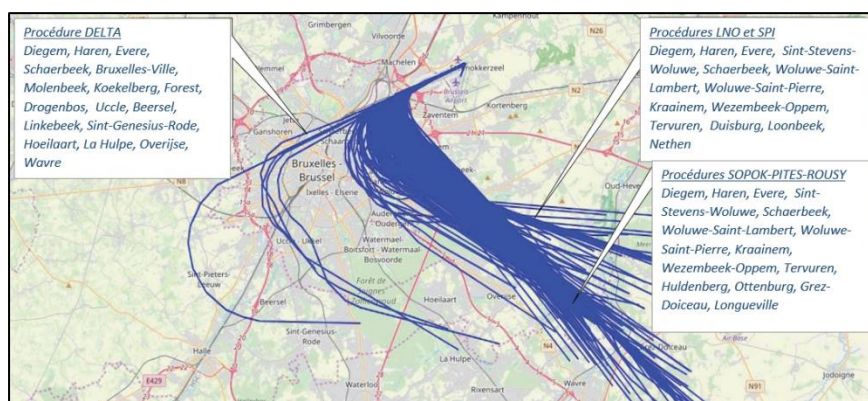 Procédure DELTA
Diegem, Haren, Evere,
Schaerbeek, Bruxelles-Ville,
Molenbeek, Koekelberg, Forest,
Drogenbos, Uccle, Beersel,
Linkebeek, Sint-Genesius-Rode,
Hoeilaart, La Hulpe, Overijse,
Wavre
Procédures LNO et SPI
Diegem, Haren, Evere, Sint-Stevens-
Woluwe, Schaerbeek, Woluwe-Saint-
Lambert, Woluwe-Saint-Pierre,
Kraainem, Wezembeek-Oppem,
Tervuren, Duisburg, Loonbeek,
Nethen
Procédures SOPOK-PITES-ROUSY
Diegem, Haren, Evere, Sint-
Stevens-Woluwe, Schaerbeek,
Woluwe-Saint-Lambert, Woluwe-
Saint-Pierre, Kraainem,
Wezembeek-Oppem, Tervuren,
Huldenberg, Ottenburg, Grez-
Doiceau, Longueville
Grimbergen
Kampenhout
Vilvoorde
N26
Machelen
Brussels
Airport
N2
Kortenberg
Zaventem
Ganshoren
Bruxelles -
Brussel
Ixelles - Elsene
N8
Uccle - Ukkel
Watermael-
Boitsfort - Watermaal
Bosvoorde
Sint-Pieters-
Leeuw
Forêt de
Beersel
Hoeilaart
Overijse
Sint-Genesius-
Rode
Halle
La Hulpe
N4
Air Base
E429
Waterloo
Rixensart
Wavre
N91
Jodoigne